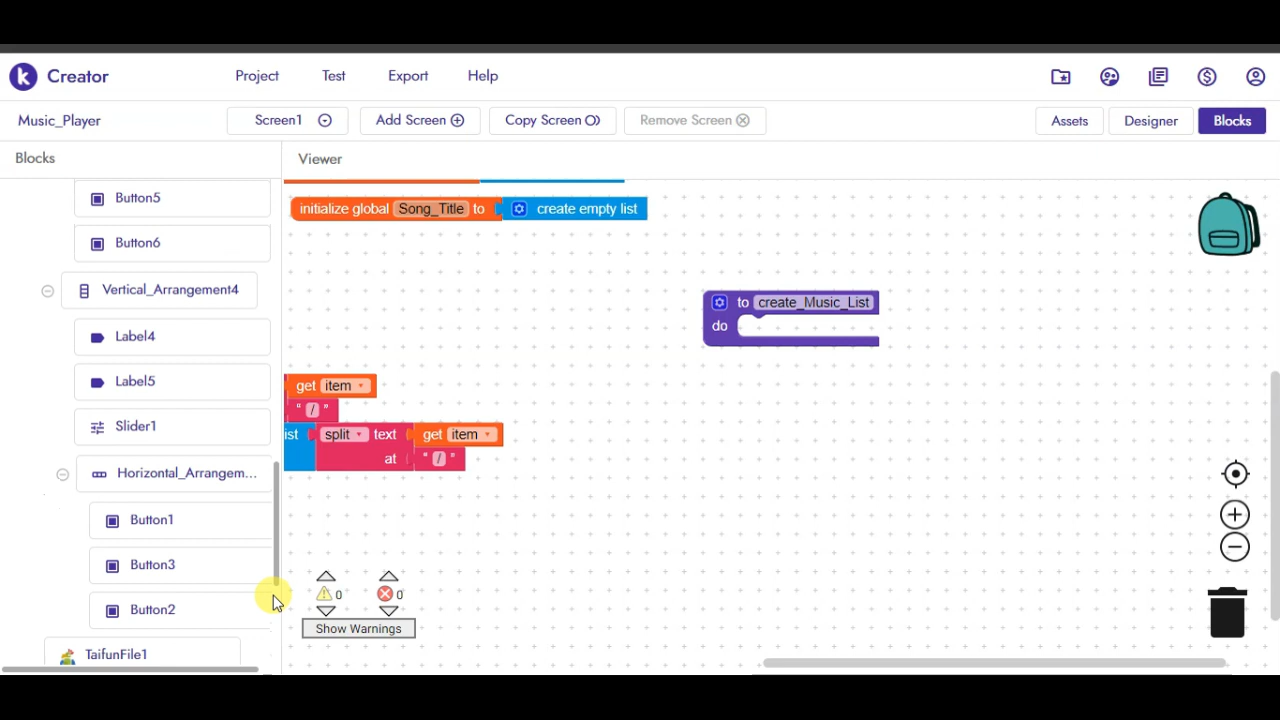 Creator
Project
Test
Export
Help
Music_Player
Screen1
Add Screen
Copy Screen
Remove Screen
Assets
Designer
Blocks
Blocks
Viewer
Button5
Button6
Vertical_Arrangement4
Label4
Label5
Slider1
Horizontal_Arrangem...
Button1
Button3
Button2
TaifunFile1
initialize global Song_Title to create empty list
to create_Music_List
do
get item
“ / ”
ist split text get item
at “ / ”
0 0
Show Warnings